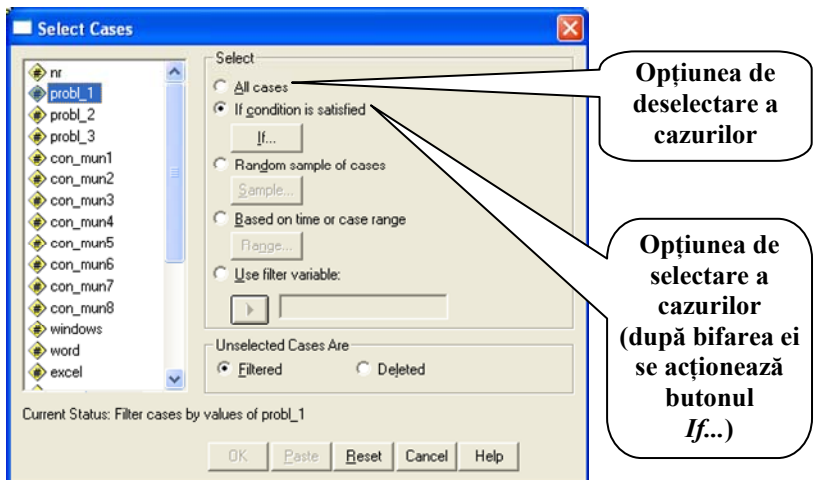 Select Cases
nr
probl_1
probl_2
probl_3
con_mun1
con_mun2
con_mun3
con_mun4
con_mun5
con_mun6
con_mun7
con_mun8
windows
word
excel
Select
All cases
If condition is satisfied
If...
Random sample of cases
Sample...
Based on time or case range
Range...
Use filter variable:
Unselected Cases Are
Filtered
Deleted
Current Status: Filter cases by values of probl_1
OK
Paste
Reset
Cancel
Help
Opțiunea de
deselectare a
cazurilor
Opțiunea de
selectare a
cazurilor
(după bifarea ei
se acționează
butonul
If...)